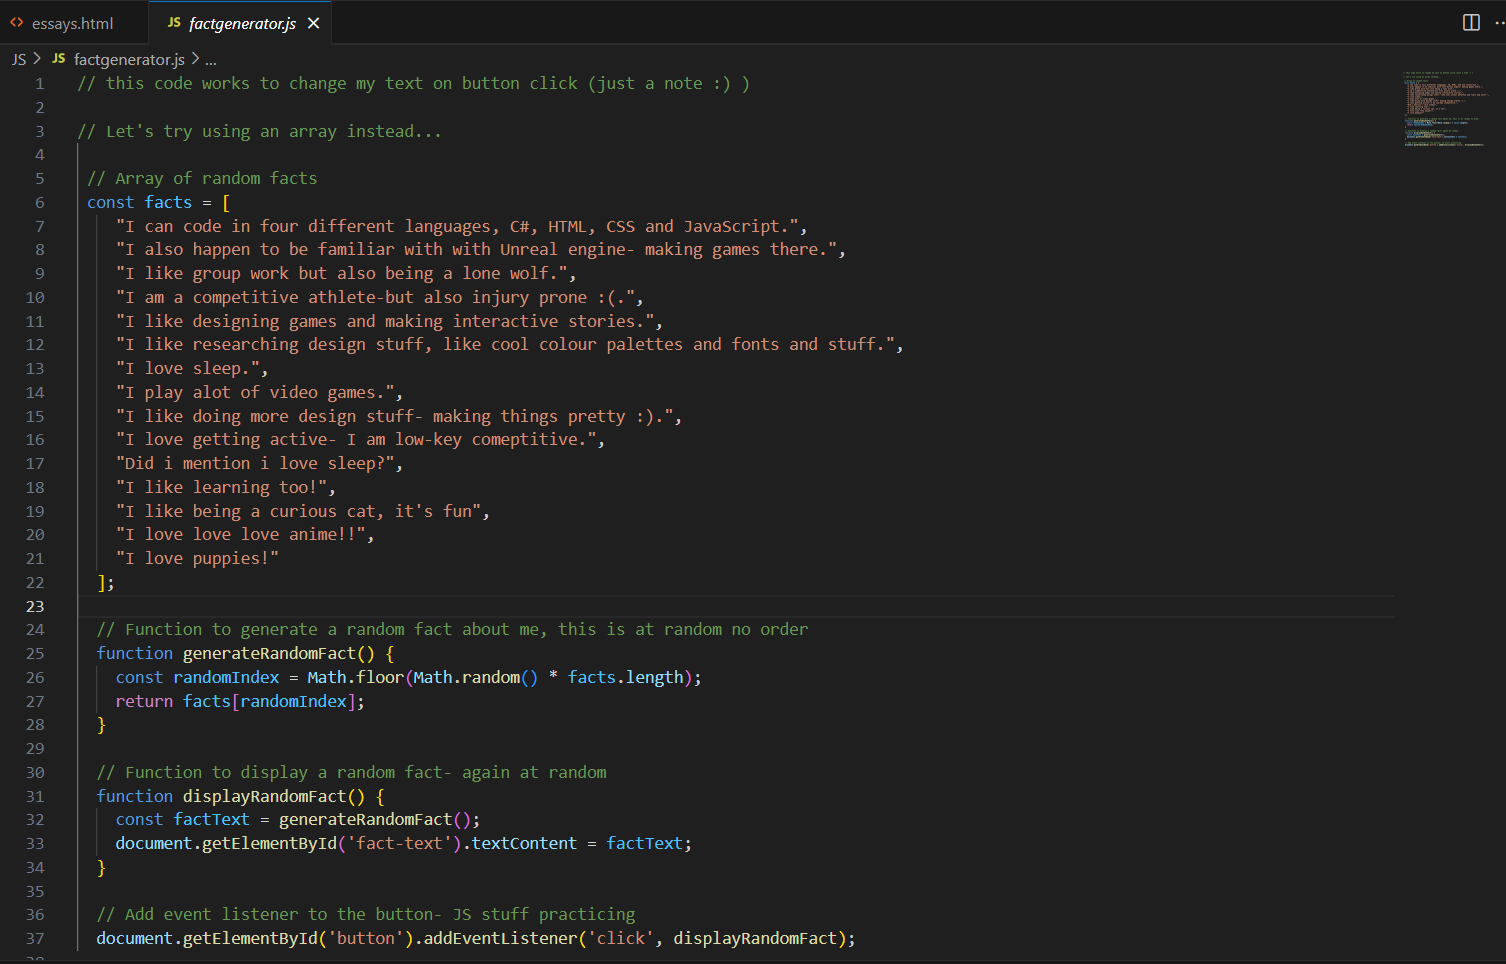 essays.html
JS factgenerator.js
JS > JS factgenerator.js > ...
1 // this code works to change my text on button click (just a note :) )
2
3 // Let's try using an array instead...
4
5 // Array of random facts
6 const facts = [
7 "I can code in four different languages, C#, HTML, CSS and JavaScript.",
8 "I also happen to be familiar with with Unreal engine- making games there.",
9 "I like group work but also being a lone wolf.",
10 "I am a competitive athlete-but also injury prone :(.",
11 "I like designing games and making interactive stories.",
12 "I like researching design stuff, like cool colour palettes and fonts and stuff.",
13 "I love sleep.",
14 "I play alot of video games.",
15 "I like doing more design stuff- making things pretty :).",
16 "I love getting active- I am low-key comeptitive.",
17 "Did i mention i love sleep?",
18 "I like learning too!",
19 "I like being a curious cat, it's fun",
20 "I love love love anime!!",
21 "I love puppies!"
22 ];
23
24 // Function to generate a random fact about me, this is at random no order
25 function generateRandomFact() {
26 const randomIndex = Math.floor(Math.random() * facts.length);
27 return facts[randomIndex];
28 }
29
30 // Function to display a random fact- again at random
31 function displayRandomFact() {
32 const factText = generateRandomFact();
33 document.getElementById('fact-text').textContent = factText;
34 }
35
36 // Add event listener to the button- JS stuff practicing
37 document.getElementById('button').addEventListener('click', displayRandomFact);